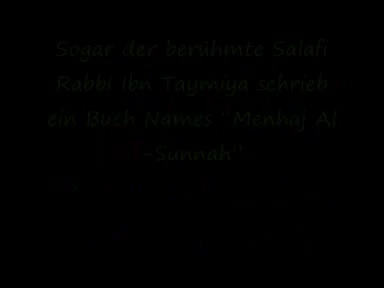 Sogar der berühmte Salafi
Rabbi Ibn Taymiya schrieb
ein Buch Names "Menhaj Al
-Sunnah"